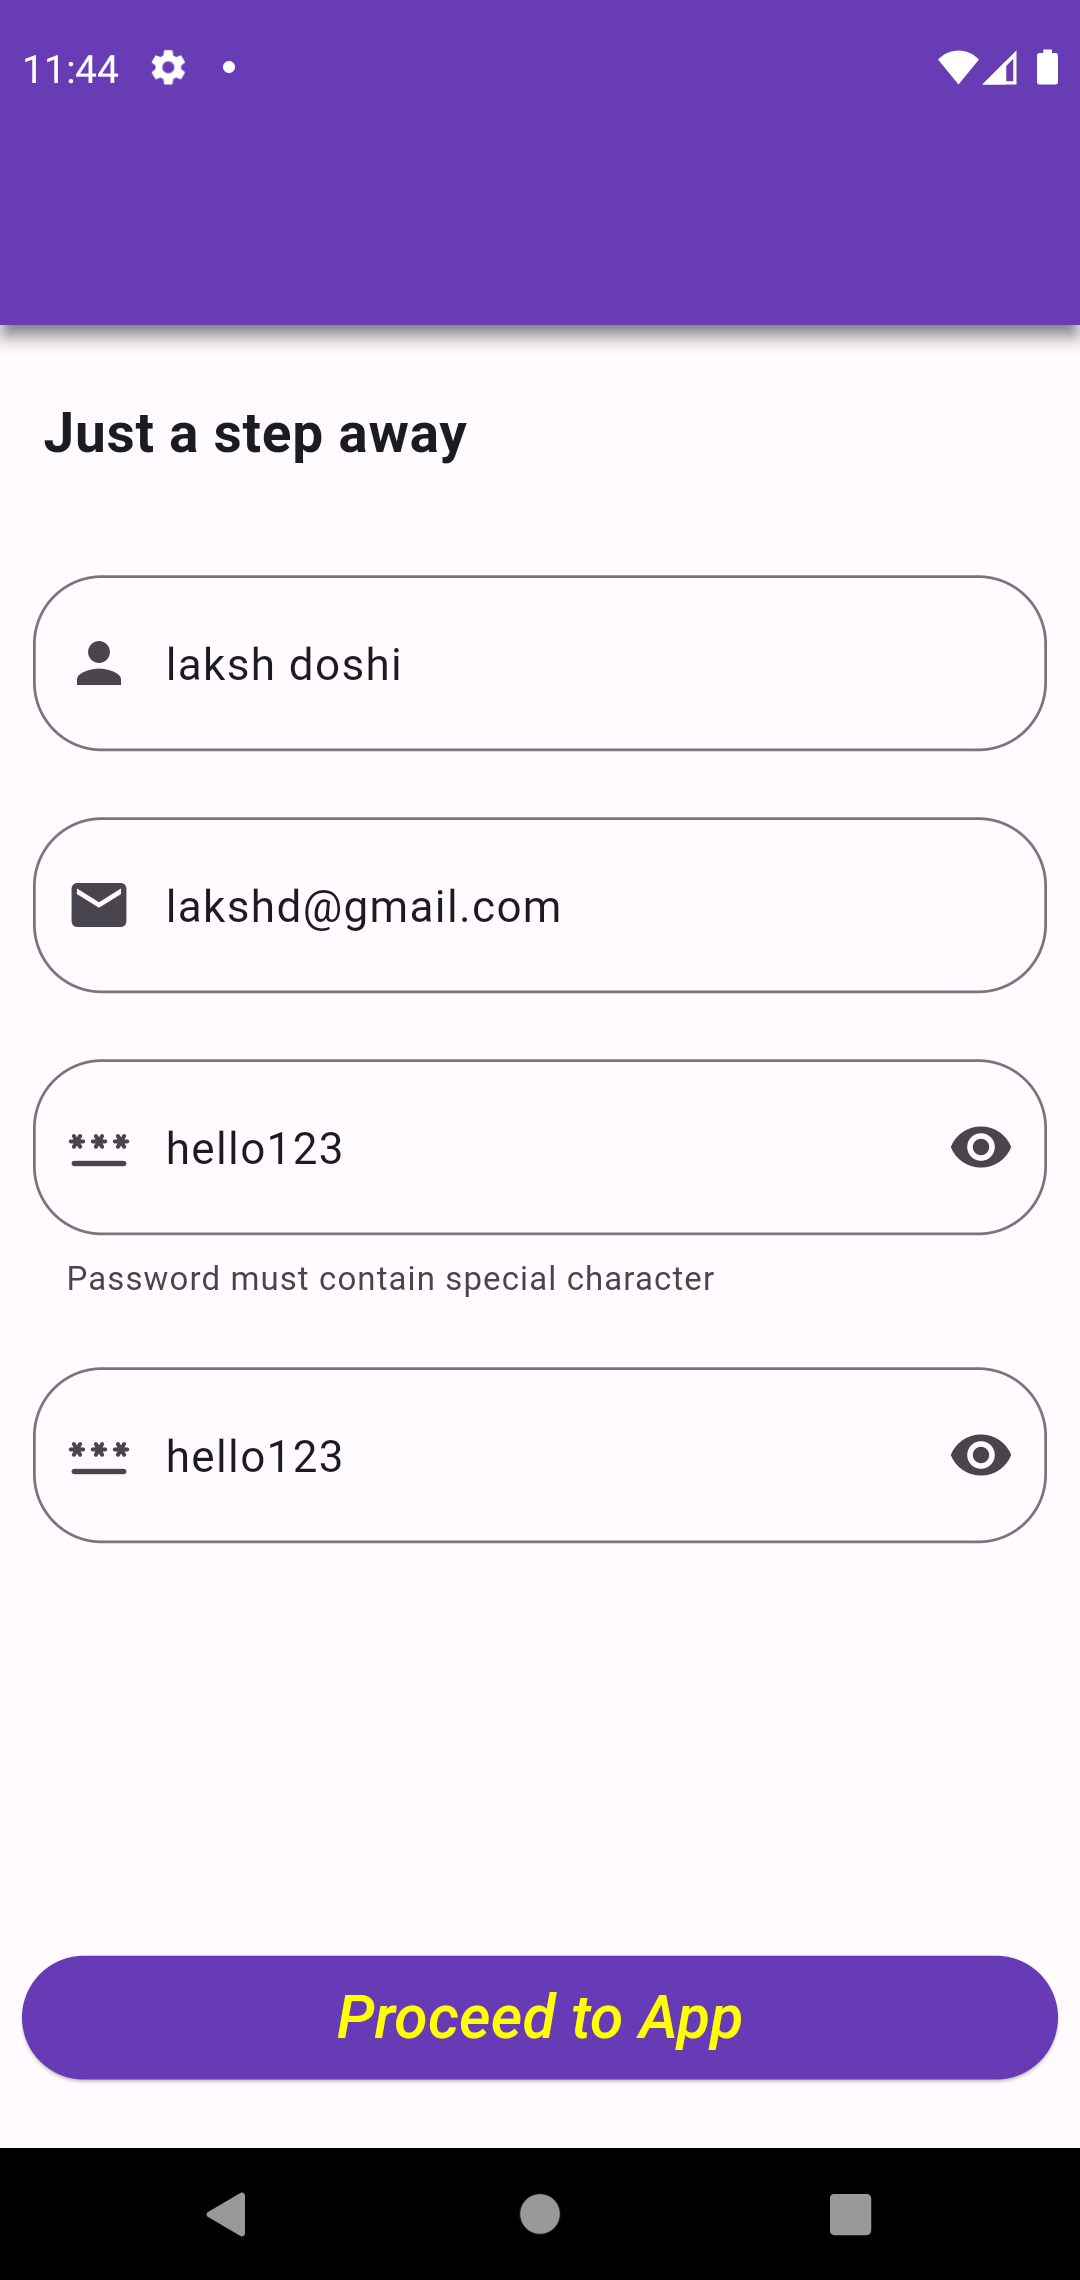 11:44
Just a step away
laksh doshi
lakshd@gmail.com
hello123
Password must contain special character
hello123
Proceed to App